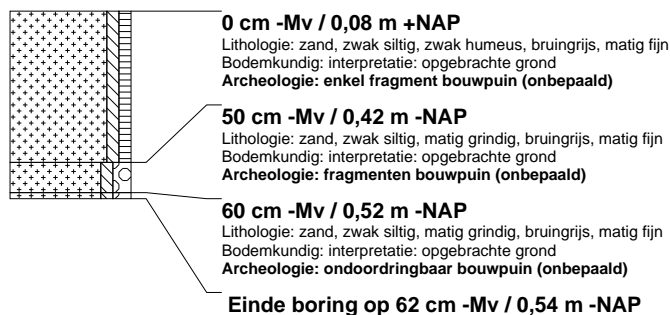 0 cm -Mv / 0,08 m +NAP
Lithologie: zand, zwak siltig, zwak humeus, bruingrijs, matig fijn
Bodemkundig: interpretatie: opgebrachte grond
Archeologie: enkel fragment bouwpuin (onbepaald)
50 cm -Mv / 0,42 m -NAP
Lithologie: zand, zwak siltig, matig grindig, bruingrijs, matig fijn
Bodemkundig: interpretatie: opgebrachte grond
Archeologie: fragmenten bouwpuin (onbepaald)
60 cm -Mv / 0,52 m -NAP
Lithologie: zand, zwak siltig, matig grindig, bruingrijs, matig fijn
Bodemkundig: interpretatie: opgebrachte grond
Archeologie: ondoordringbaar bouwpuin (onbepaald)
Einde boring op 62 cm -Mv / 0,54 m -NAP